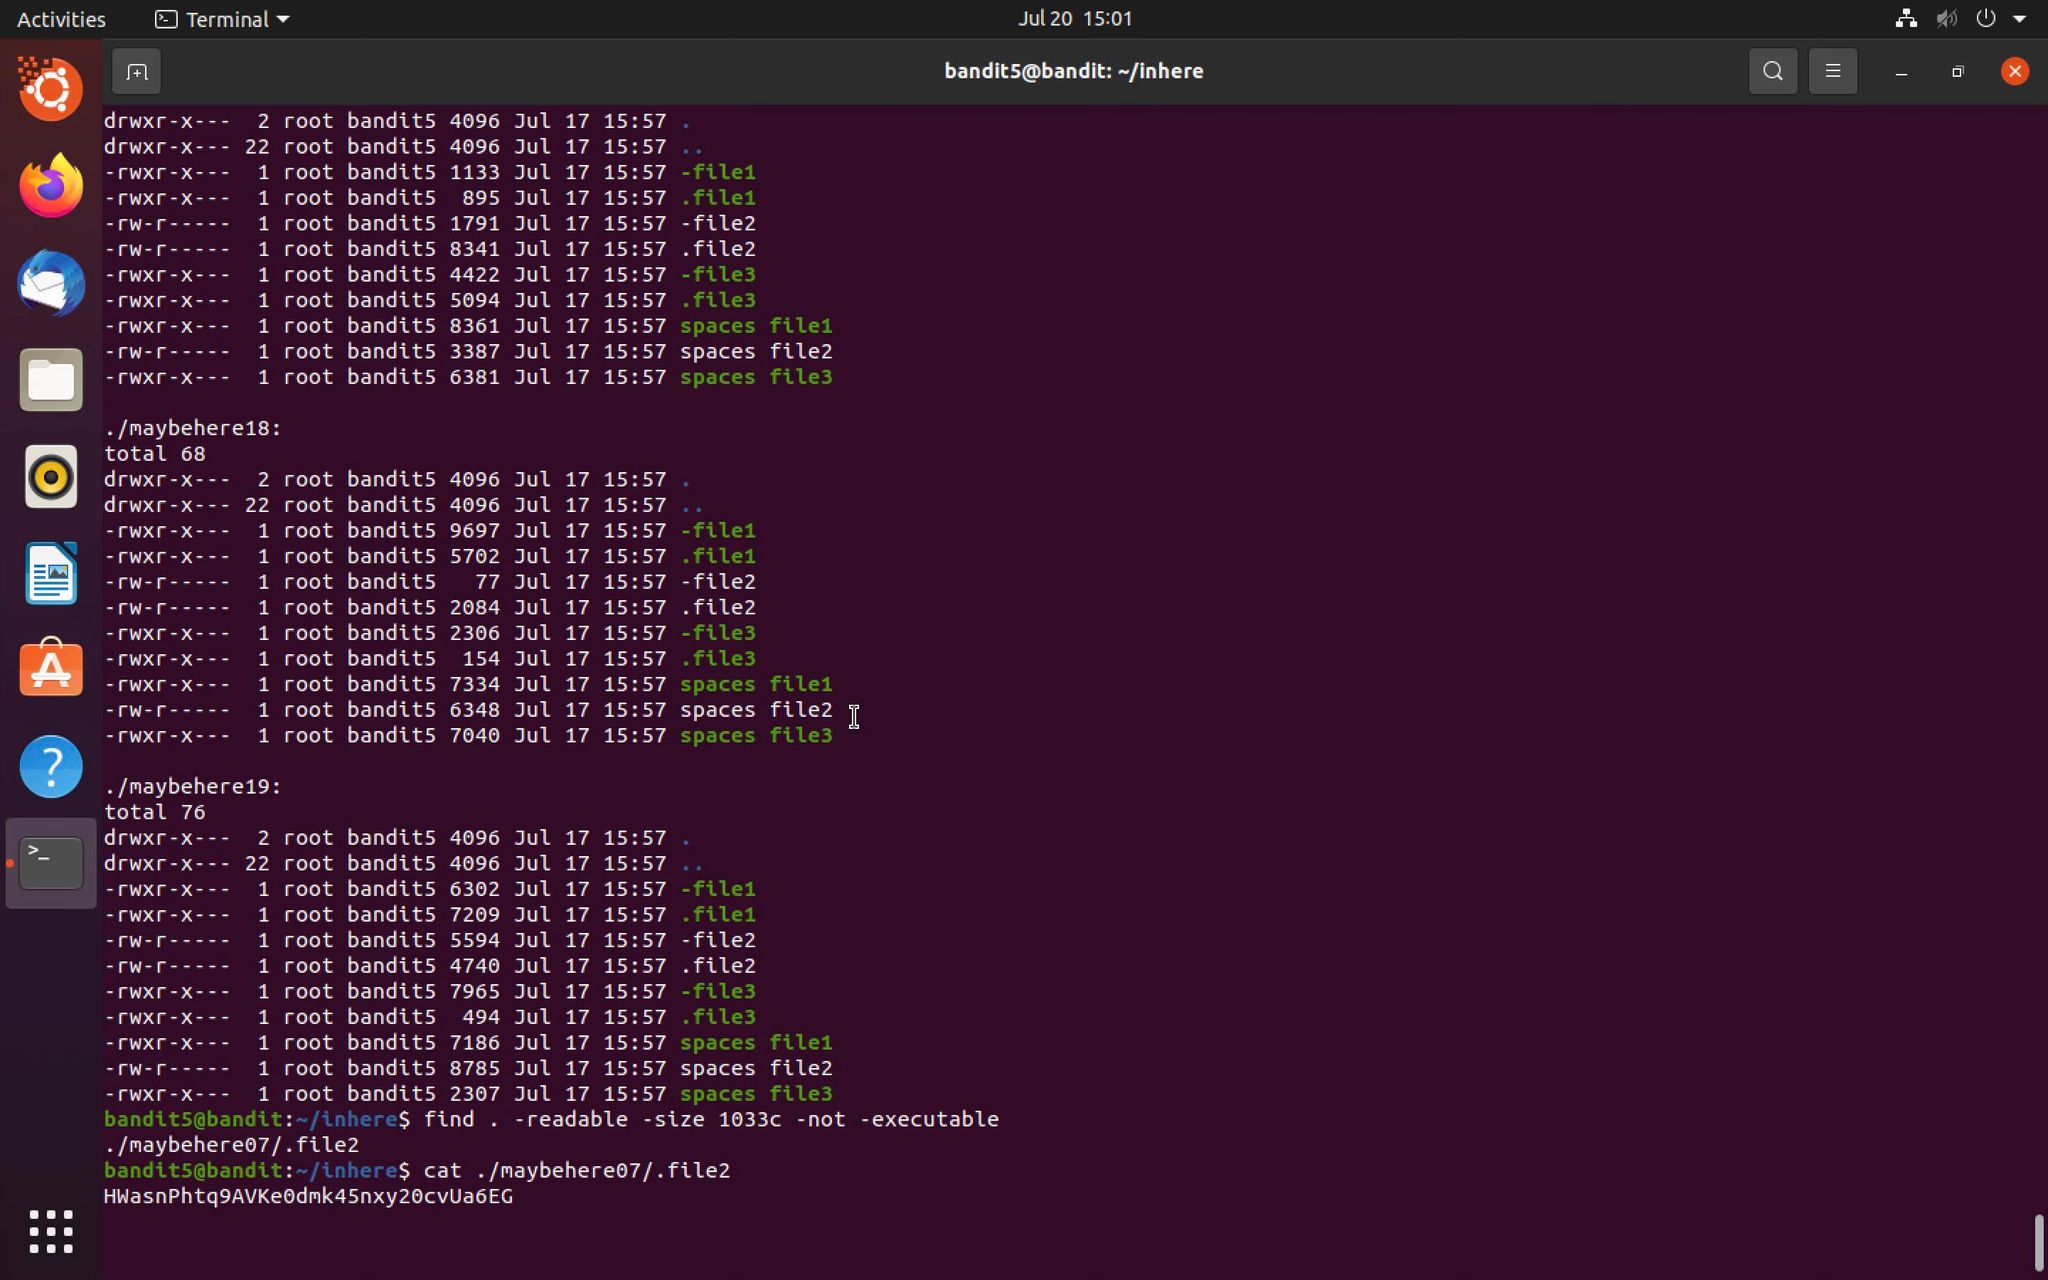 Activities
Terminal
Jul 20 15:01
bandit5@bandit: ~/inhere
drwxr-x---  2 root bandit5 4096 Jul 17 15:57 .
drwxr-x--- 22 root bandit5 4096 Jul 17 15:57 ..
-rwxr-x---  1 root bandit5 1133 Jul 17 15:57 -file1
-rwxr-x---  1 root bandit5  895 Jul 17 15:57 .file1
-rw-r-----  1 root bandit5 1791 Jul 17 15:57 -file2
-rw-r-----  1 root bandit5 8341 Jul 17 15:57 .file2
-rwxr-x---  1 root bandit5 4422 Jul 17 15:57 -file3
-rwxr-x---  1 root bandit5 5094 Jul 17 15:57 .file3
-rwxr-x---  1 root bandit5 8361 Jul 17 15:57 spaces file1
-rw-r-----  1 root bandit5 3387 Jul 17 15:57 spaces file2
-rwxr-x---  1 root bandit5 6381 Jul 17 15:57 spaces file3
./maybehere18:
total 68
drwxr-x---  2 root bandit5 4096 Jul 17 15:57 .
drwxr-x--- 22 root bandit5 4096 Jul 17 15:57 ..
-rwxr-x---  1 root bandit5 9697 Jul 17 15:57 -file1
-rwxr-x---  1 root bandit5 5702 Jul 17 15:57 .file1
-rw-r-----  1 root bandit5   77 Jul 17 15:57 -file2
-rw-r-----  1 root bandit5 2084 Jul 17 15:57 .file2
-rwxr-x---  1 root bandit5 2306 Jul 17 15:57 -file3
-rwxr-x---  1 root bandit5  154 Jul 17 15:57 .file3
-rwxr-x---  1 root bandit5 7334 Jul 17 15:57 spaces file1
-rw-r-----  1 root bandit5 6348 Jul 17 15:57 spaces file2
-rwxr-x---  1 root bandit5 7040 Jul 17 15:57 spaces file3
./maybehere19:
total 76
drwxr-x---  2 root bandit5 4096 Jul 17 15:57 .
drwxr-x--- 22 root bandit5 4096 Jul 17 15:57 ..
-rwxr-x---  1 root bandit5 6302 Jul 17 15:57 -file1
-rwxr-x---  1 root bandit5 7209 Jul 17 15:57 .file1
-rw-r-----  1 root bandit5 5594 Jul 17 15:57 -file2
-rw-r-----  1 root bandit5 4740 Jul 17 15:57 .file2
-rwxr-x---  1 root bandit5 7965 Jul 17 15:57 -file3
-rwxr-x---  1 root bandit5  494 Jul 17 15:57 .file3
-rwxr-x---  1 root bandit5 7186 Jul 17 15:57 spaces file1
-rw-r-----  1 root bandit5 8785 Jul 17 15:57 spaces file2
-rwxr-x---  1 root bandit5 2307 Jul 17 15:57 spaces file3
bandit5@bandit:~/inhere$ find . -readable -size 1033c -not -executable
./maybehere07/.file2
bandit5@bandit:~/inhere$ cat ./maybehere07/.file2
HWasnPhtq9AVKe0dmk45nxy20cvUa6EG